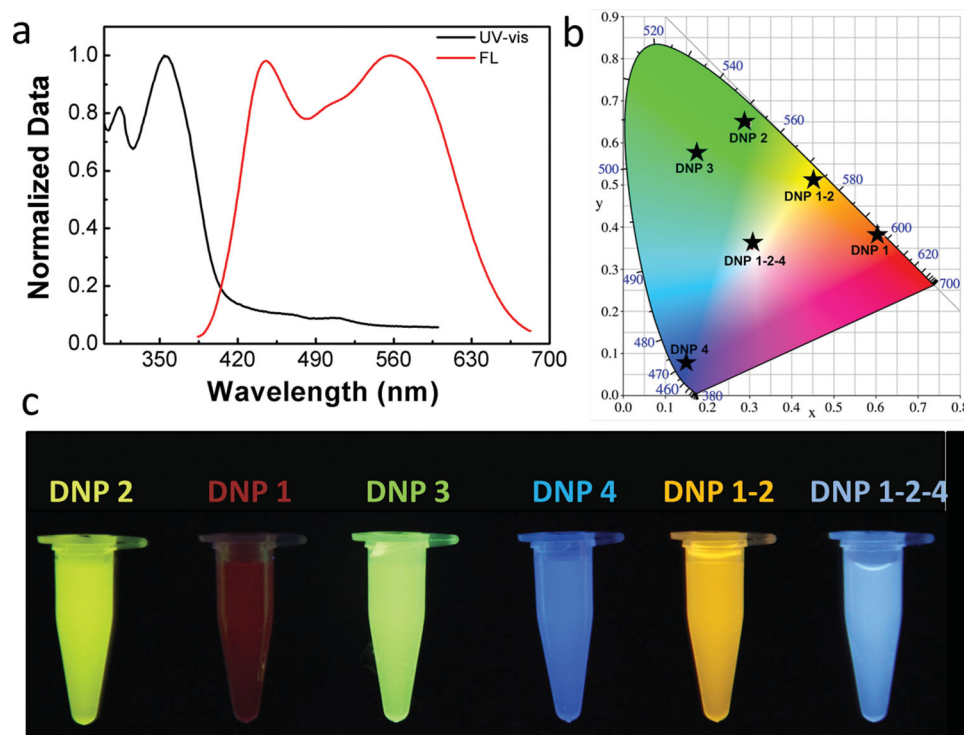 a
UV-vis
FL
1.0
0.8
0.6
0.4
0.2
0.0
Normalized Data
350
420
490
560
630
700
Wavelength (nm)
b
0.9
0.8
0.7
0.6
0.5
y
0.4
0.3
0.2
0.1
0.0
520
540
560
580
600
620
700
500
490
480
470
460
380
DNP 2
DNP 3
DNP 1-2
DNP 1
DNP 1-2-4
DNP 4
0.0 0.1 0.2 0.3 0.4 0.5 0.6 0.7 0.8
x
c
DNP 2 DNP 1 DNP 3 DNP 4 DNP 1-2 DNP 1-2-4